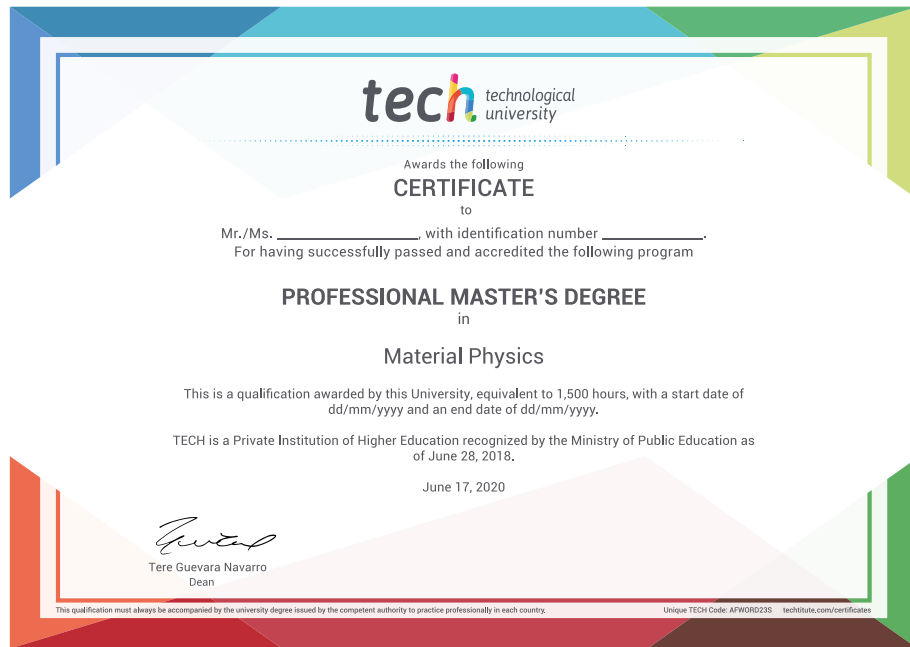 tech technological
university
Awards the following
CERTIFICATE
to
Mr./Ms. ____________________, with identification number ______________.
For having successfully passed and accredited the following program
PROFESSIONAL MASTER'S DEGREE
in
Material Physics
This is a qualification awarded by this University, equivalent to 1,500 hours, with a start date of
dd/mm/yyyy and an end date of dd/mm/yyyy.
TECH is a Private Institution of Higher Education recognized by the Ministry of Public Education as
of June 28, 2018.
June 17, 2020
Tere Guevara Navarro
Dean
This qualification must always be accompanied by the university degree issued by the competent authority to practice professionally in each country.
Unique TECH Code: AFWORD23S techtitute.com/certificates